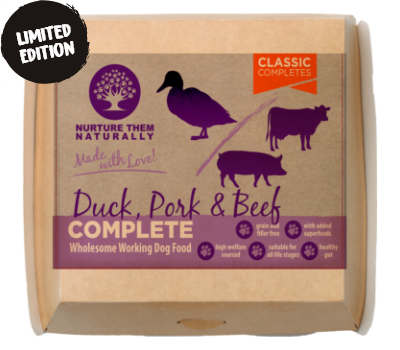 LIMITED
EDITION
CLASSIC
COMPLETES
NURTURE THEM
NATURALLY
Made with Love!
Duck, Pork & Beef
COMPLETE
Wholesome Working Dog Food
grain and
filler free
with added
superfoods
high welfare
sourced
suitable for
all life stages
healthy
gut